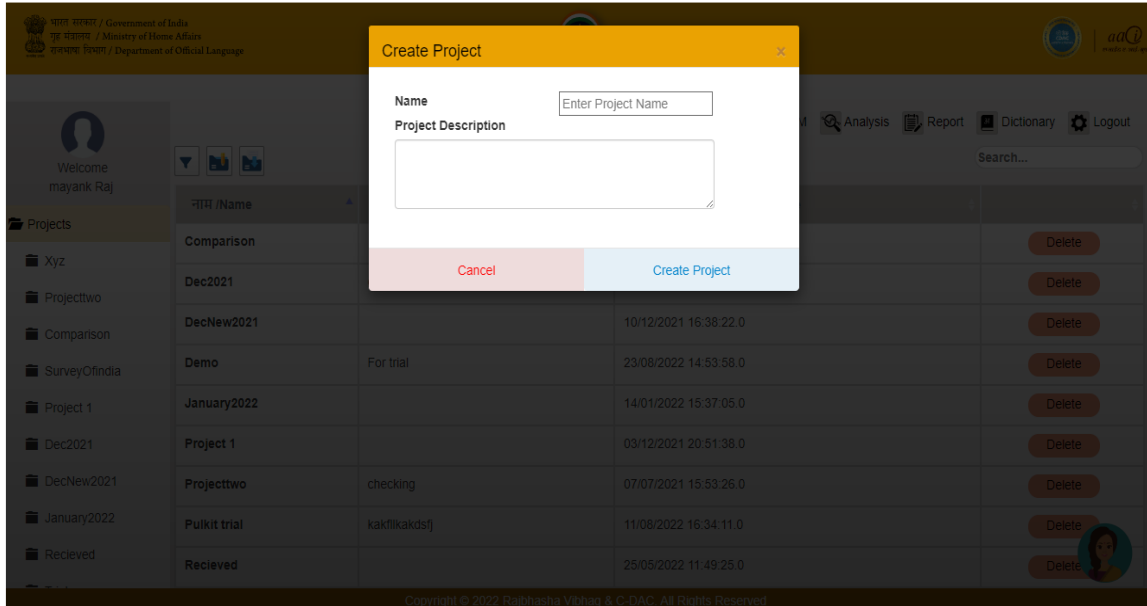 भारत सरकार / Government of India
गृह मंत्रालय / Ministry of Home Affairs
राजभाषा विभाग / Department of Official Language
Create Project
×
Name
Enter Project Name
Project Description
Cancel
Create Project
Analysis
Report
Dictionary
Logout
Welcome
mayank Raj
Search...
Projects
Xyz
Projecttwo
Comparison
SurveyOfindia
Project 1
Dec2021
DecNew2021
January2022
Recieved
नाम /Name
Comparison Delete
Dec2021 Delete
DecNew2021 10/12/2021 16:38:22.0 Delete
Demo For trial 23/08/2022 14:53:58.0 Delete
January2022 14/01/2022 15:37:05.0 Delete
Project 1 03/12/2021 20:51:38.0 Delete
Projecttwo checking 07/07/2021 15:53:26.0 Delete
Pulkit trial 11/08/2022 16:34:11.0 Delete
Recieved 25/05/2022 11:49:25.0 Delete
Copyright © 2022 Rajbhasha Vibhag & C-DAC. All Rights Reserved